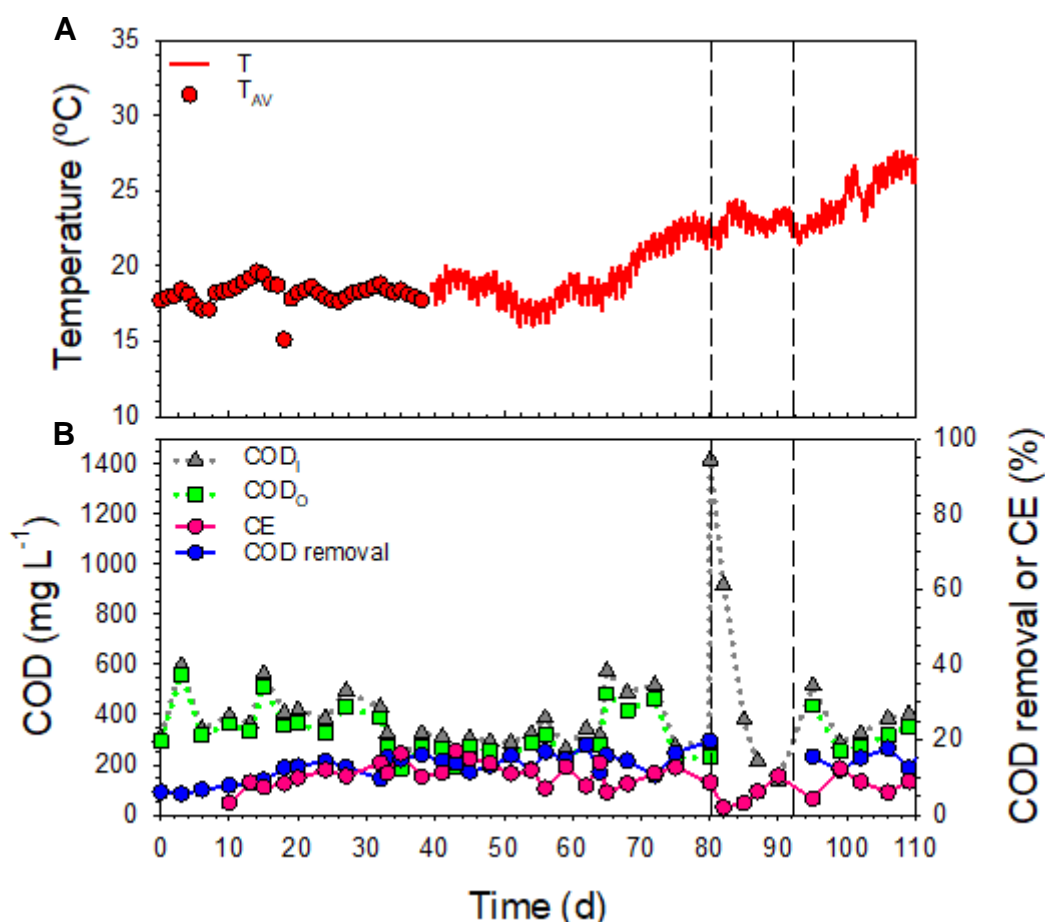 A
Temperature (ºC)
35
30
25
20
15
10
T
T_AV
B
COD (mg L⁻¹)
1400
1200
1000
800
600
400
200
0
COD_I
COD_O
CE
COD removal
100
80
60
40
20
0
COD removal or CE (%)
0 10 20 30 40 50 60 70 80 90 100 110
Time (d)